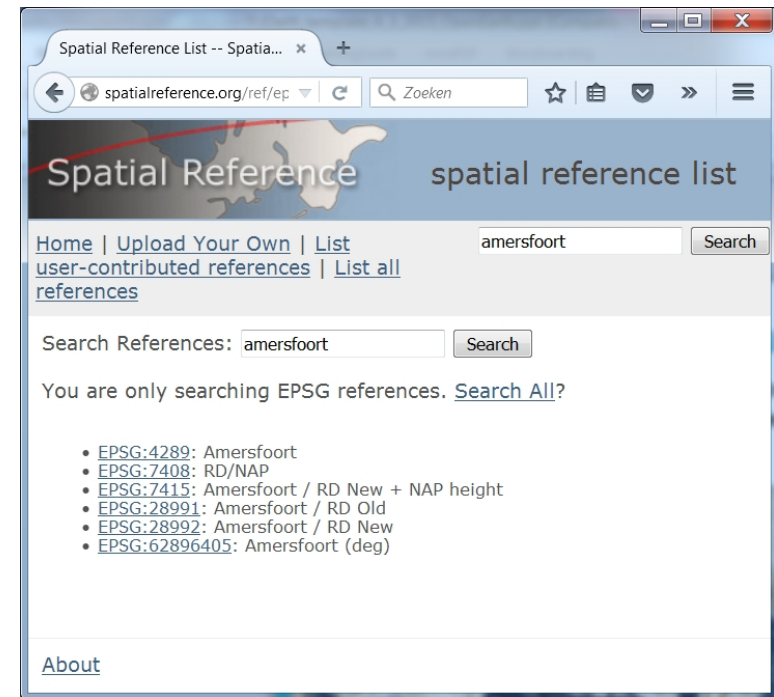 Spatial Reference List -- Spatia... × +
spatialreference.org/ref/ep
Zoeken
Spatial Reference
spatial reference list
Home | Upload Your Own | List
user-contributed references | List all
references
amersfoort
Search
Search References: amersfoort Search
You are only searching EPSG references. Search All?
• EPSG:4289: Amersfoort
• EPSG:7408: RD/NAP
• EPSG:7415: Amersfoort / RD New + NAP height
• EPSG:28991: Amersfoort / RD Old
• EPSG:28992: Amersfoort / RD New
• EPSG:62896405: Amersfoort (deg)
About